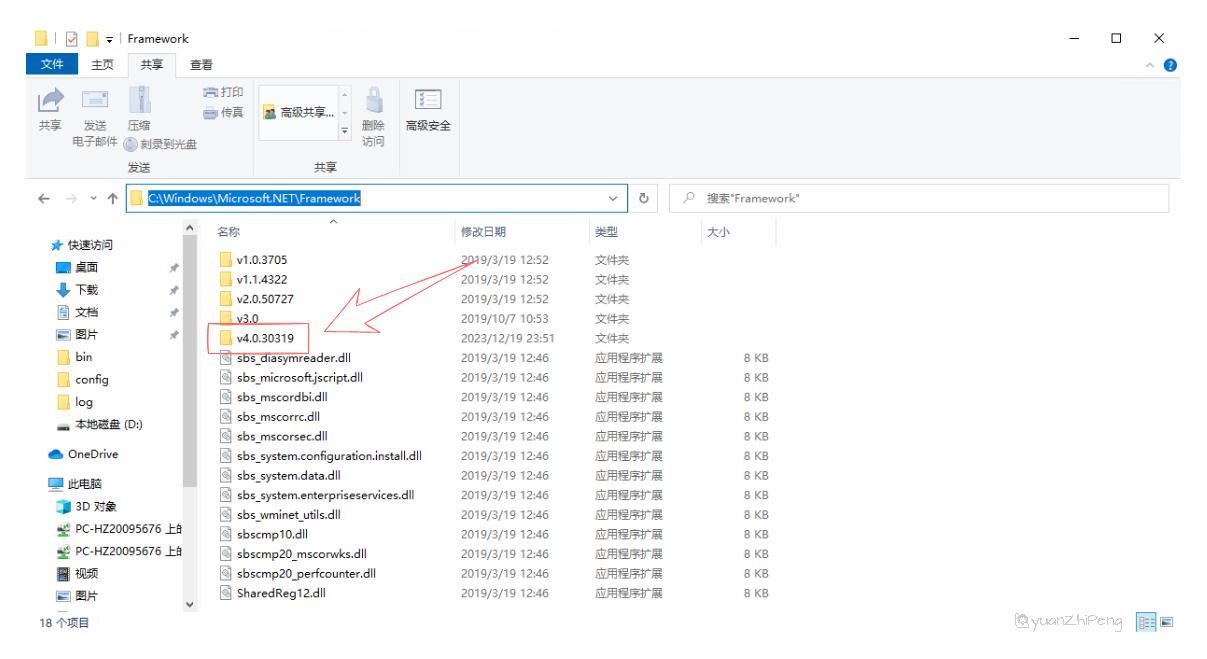 Framework
文件 主页 共享 查看
共享 发送电子邮件 压缩 刻录到光盘 打印 传真 高级共享... 删除访问 高级安全
发送 共享
C:\Windows\Microsoft.NET\Framework 搜索"Framework"
名称 修改日期 类型 大小
快速访问
桌面
下载
文档
图片
bin
config
log
本地磁盘 (D:)
OneDrive
此电脑
3D 对象
PC-HZ20095676 上的
PC-HZ20095676 上的
视频
图片
v1.0.3705 2019/3/19 12:52 文件夹
v1.1.4322 2019/3/19 12:52 文件夹
v2.0.50727 2019/3/19 12:52 文件夹
v3.0 2019/10/7 10:53 文件夹
v4.0.30319 2023/12/19 23:51 文件夹
sbs_diasymreader.dll 2019/3/19 12:46 应用程序扩展 8 KB
sbs_microsoft.jscript.dll 2019/3/19 12:46 应用程序扩展 8 KB
sbs_mscordbi.dll 2019/3/19 12:46 应用程序扩展 8 KB
sbs_mscorrc.dll 2019/3/19 12:46 应用程序扩展 8 KB
sbs_mscorsec.dll 2019/3/19 12:46 应用程序扩展 8 KB
sbs_system.configuration.install.dll 2019/3/19 12:46 应用程序扩展 8 KB
sbs_system.data.dll 2019/3/19 12:46 应用程序扩展 8 KB
sbs_system.enterpriseservices.dll 2019/3/19 12:46 应用程序扩展 8 KB
sbs_wminet_utils.dll 2019/3/19 12:46 应用程序扩展 8 KB
sbscmp10.dll 2019/3/19 12:46 应用程序扩展 8 KB
sbscmp20_mscorwks.dll 2019/3/19 12:46 应用程序扩展 8 KB
sbscmp20_perfcounter.dll 2019/3/19 12:46 应用程序扩展 8 KB
SharedReg12.dll 2019/3/19 12:46 应用程序扩展 8 KB
18 个项目
yuanZhiPeng